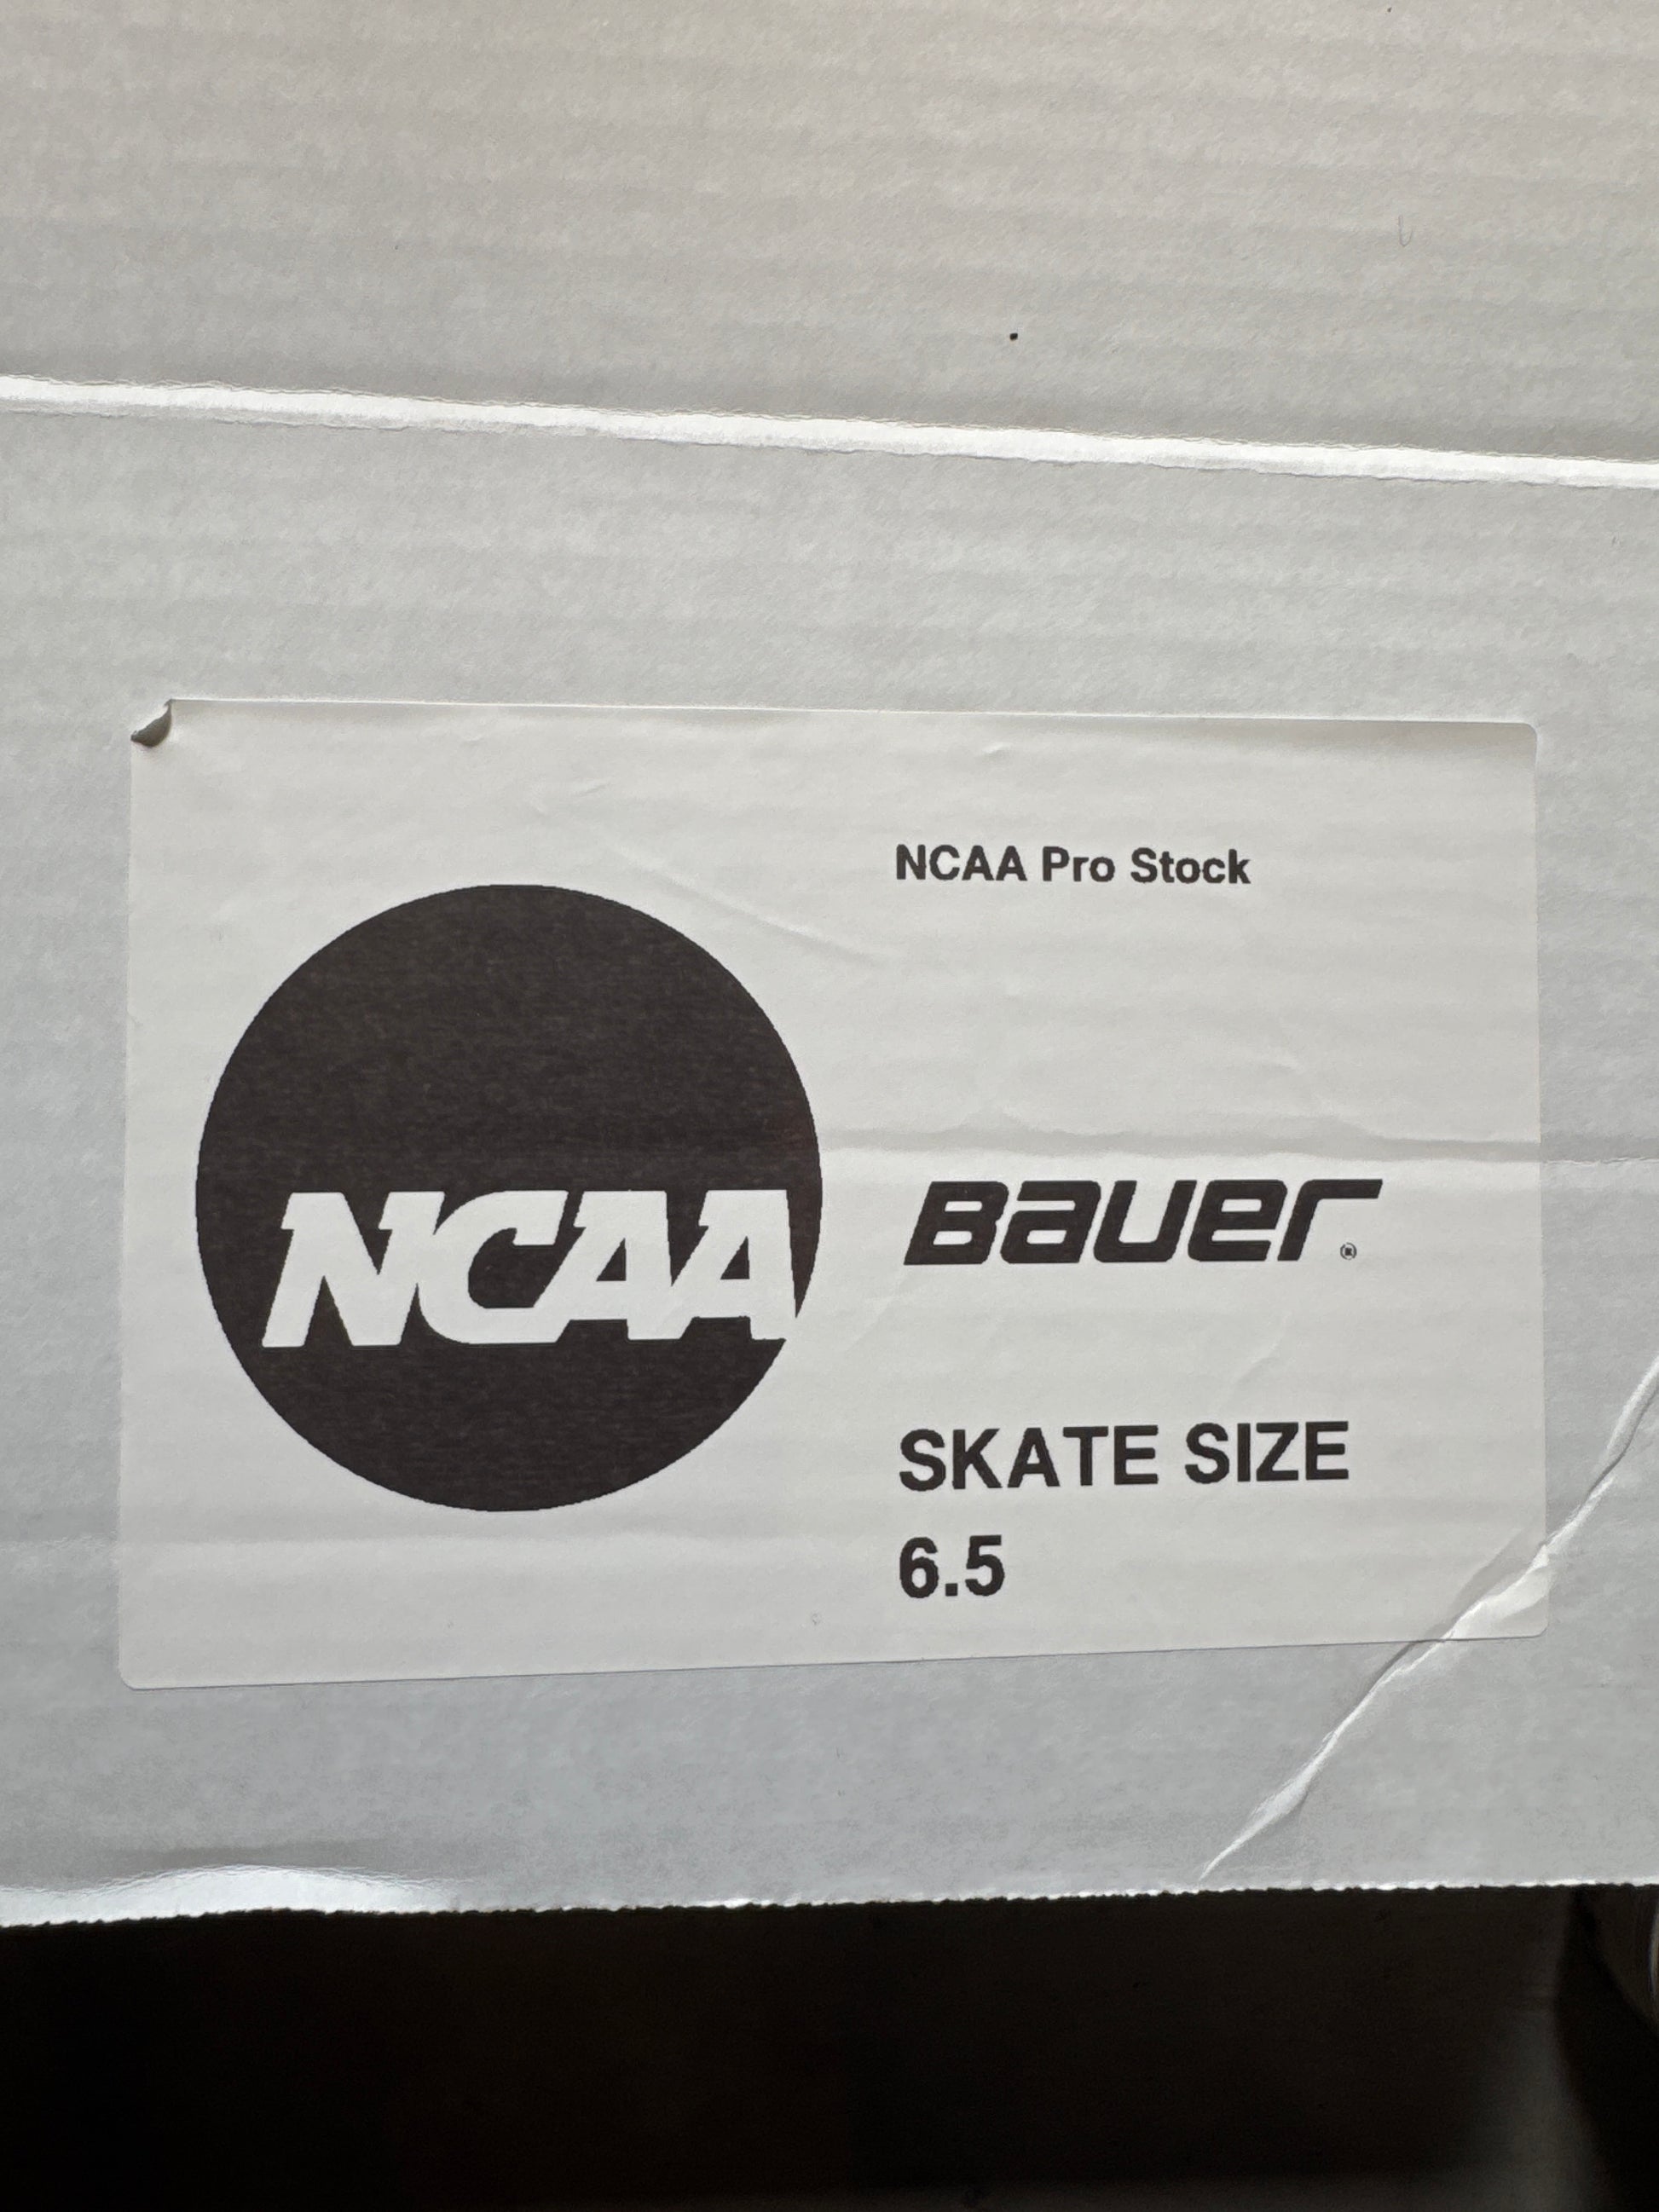 NCAA Pro Stock
NCAA
BAUER®
SKATE SIZE
6.5